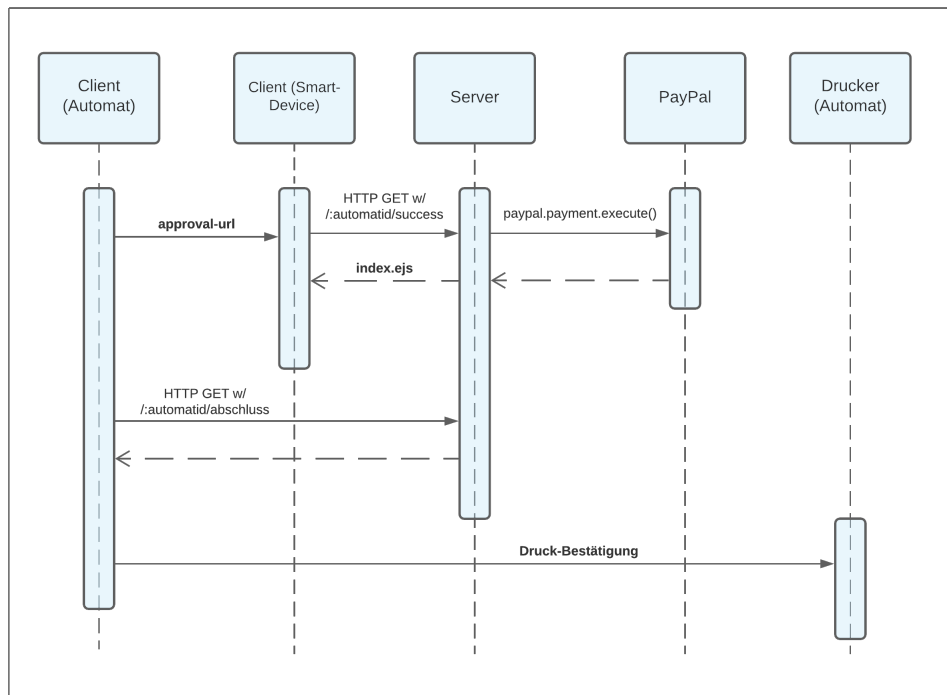 Client
(Automat)
Client (Smart-
Device)
Server
PayPal
Drucker
(Automat)
approval-url
HTTP GET w/
/:automatid/success
paypal.payment.execute()
index.ejs
HTTP GET w/
/:automatid/abschluss
Druck-Bestätigung